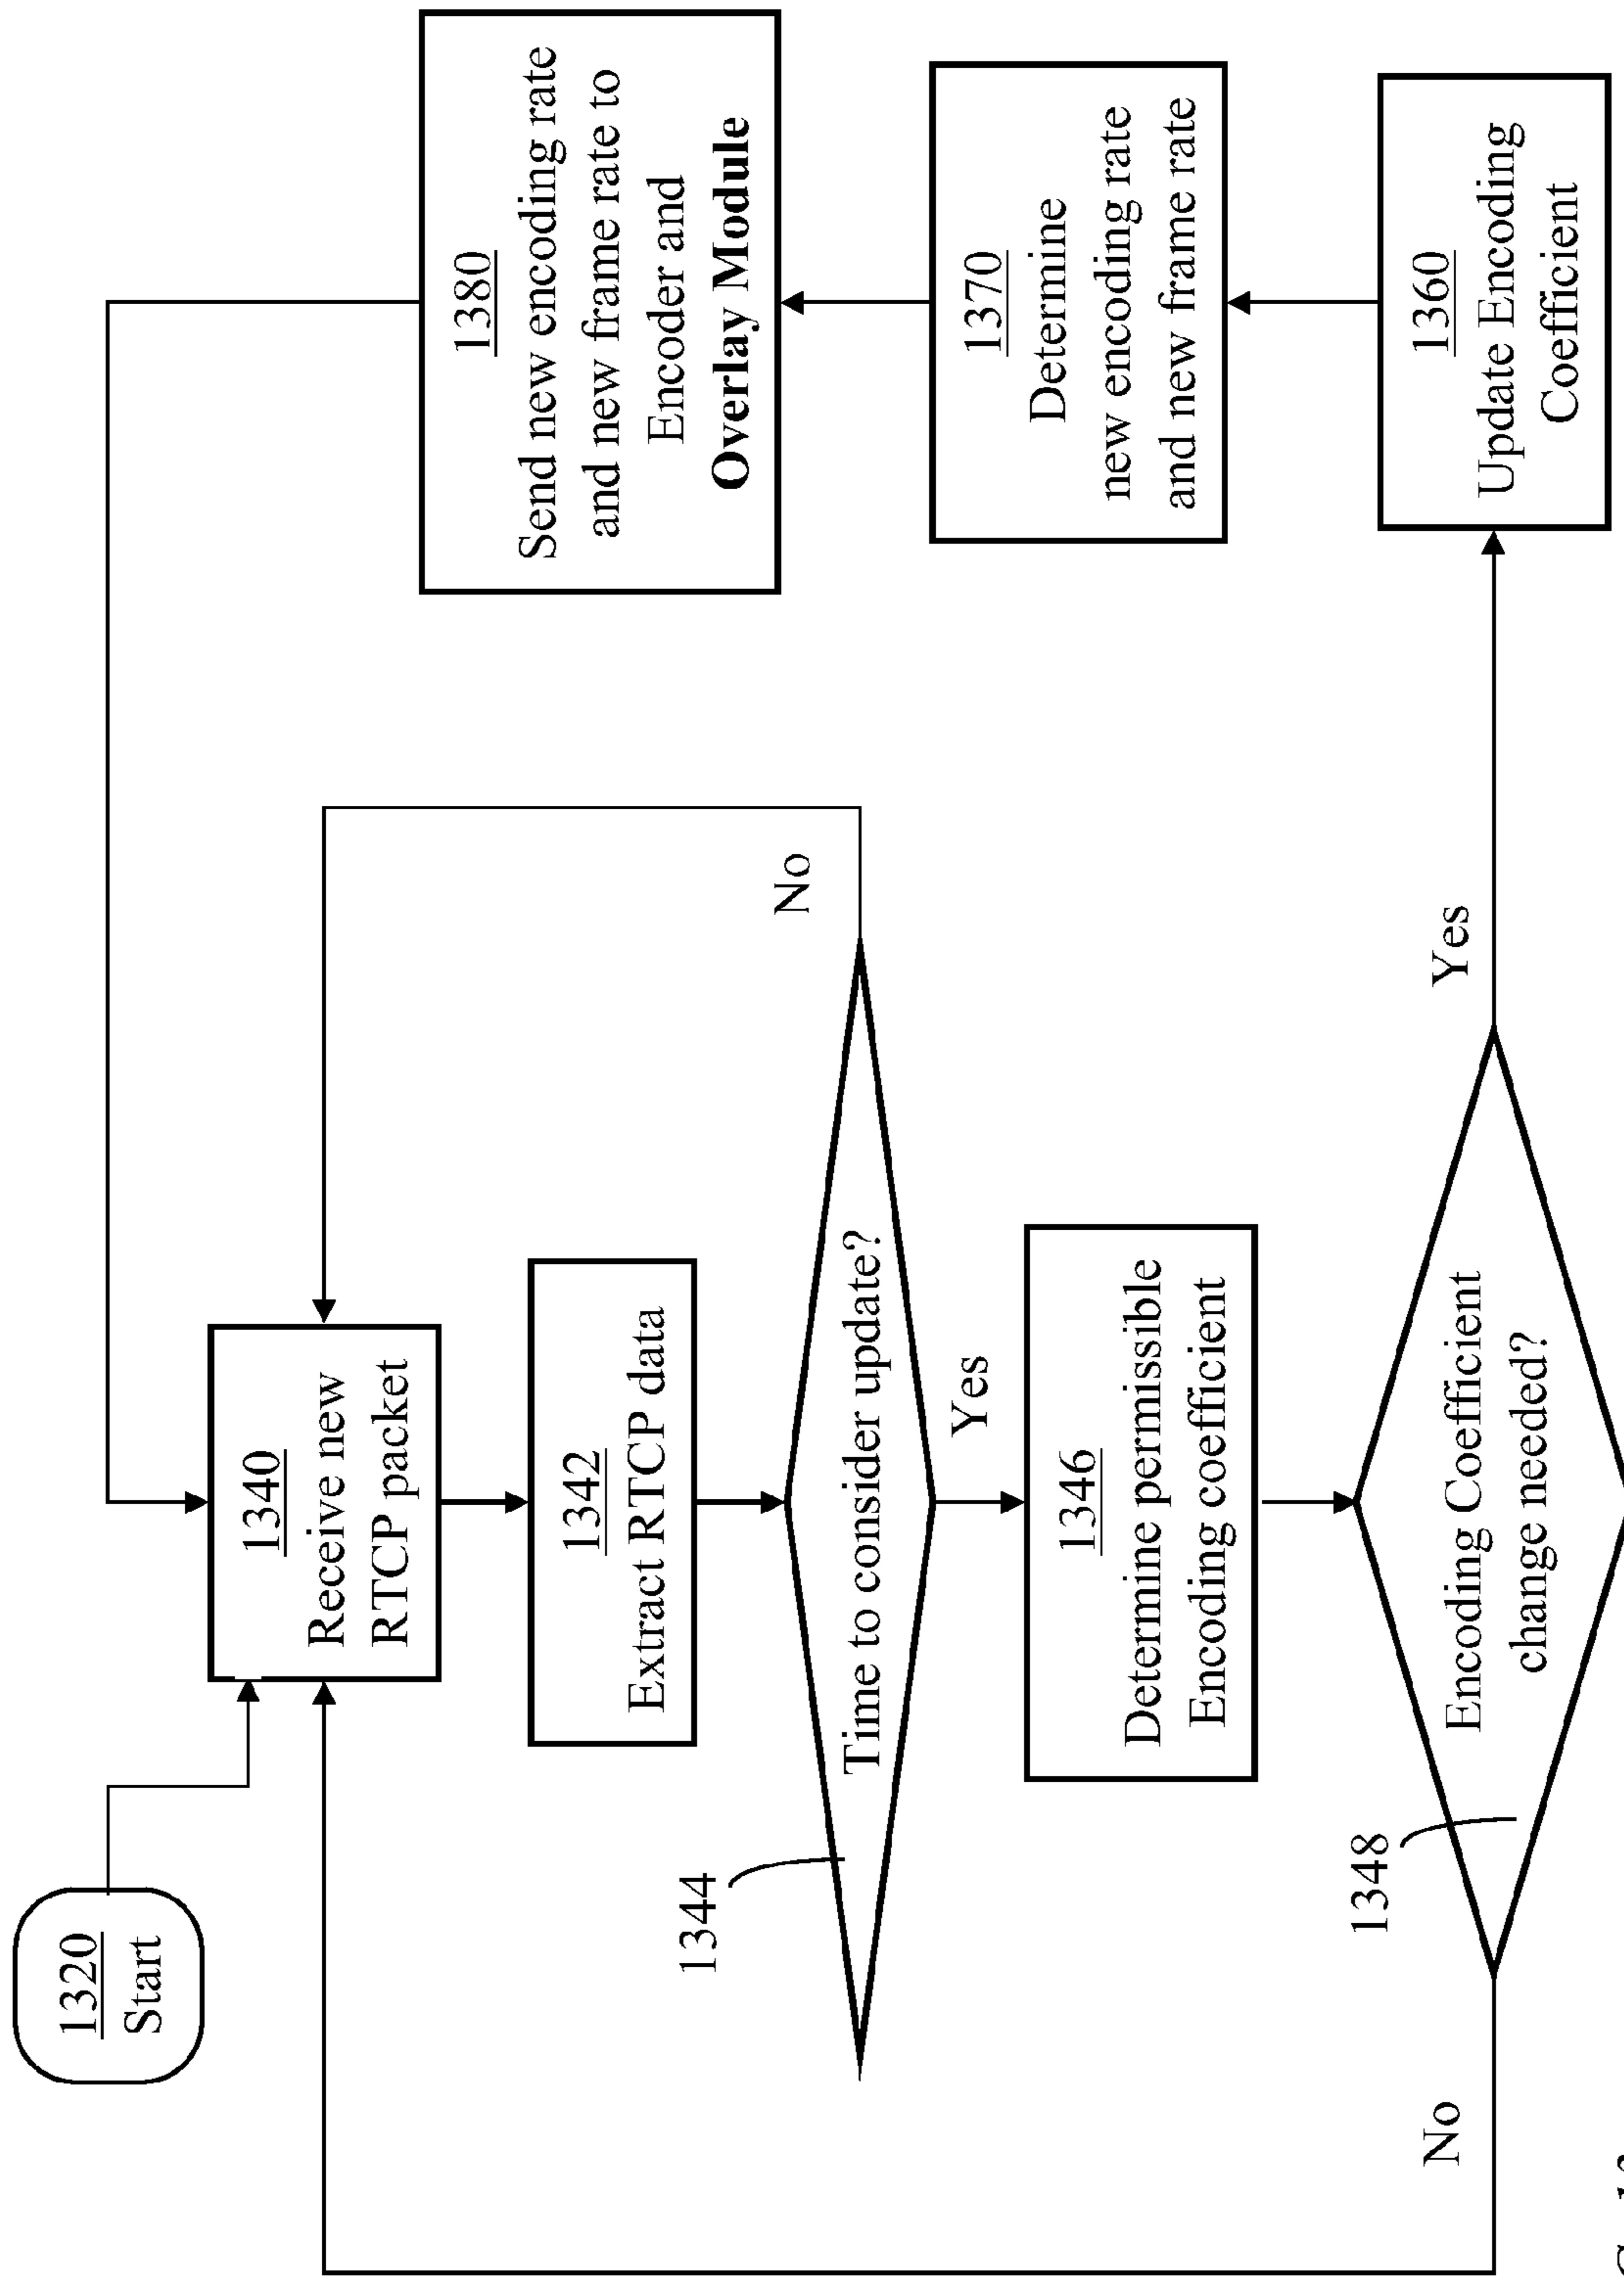 1320
Start
1340
Receive new
RTCP packet
1342
Extract RTCP data
1344
Time to consider update?
No
Yes
1346
Determine permissible
Encoding coefficient
1348
Encoding Coefficient
change needed?
No
Yes
1360
Update Encoding
Coefficient
1370
Determine
new encoding rate
and new frame rate
1380
Send new encoding rate
and new frame rate to
Encoder and
Overlay Module